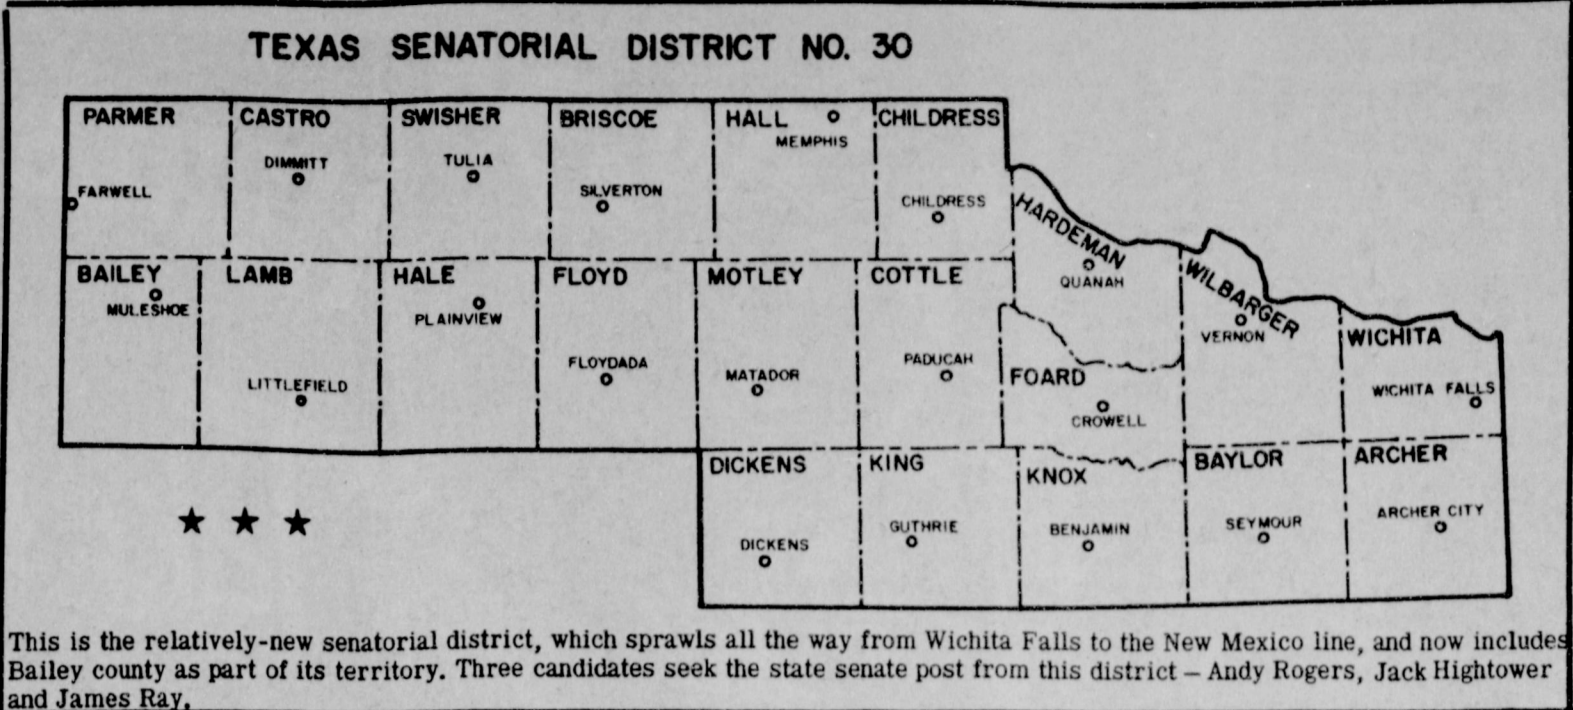 TEXAS SENATORIAL DISTRICT NO. 30
PARMER
CASTRO
SWISHER
BRISCOE
HALL
CHILDRESS
MEMPHIS
DIMMITT
TULIA
FARWELL
SILVERTON
CHILDRESS
HARDEMAN
QUANAH
WILBARGER
VERNON
BAILEY
MULESHOE
LAMB
HALE
PLAINVIEW
FLOYD
MOTLEY
COTTLE
WICHITA
LITTLEFIELD
FLOYDADA
MATADOR
PADUCAH
FOARD
CROWELL
WICHITA FALLS
DICKENS
KING
KNOX
BAYLOR
ARCHER
DICKENS
GUTHRIE
BENJAMIN
SEYMOUR
ARCHER CITY
This is the relatively-new senatorial district, which sprawls all the way from Wichita Falls to the New Mexico line, and now includes
Bailey county as part of its territory. Three candidates seek the state senate post from this district – Andy Rogers, Jack Hightower
and James Ray.